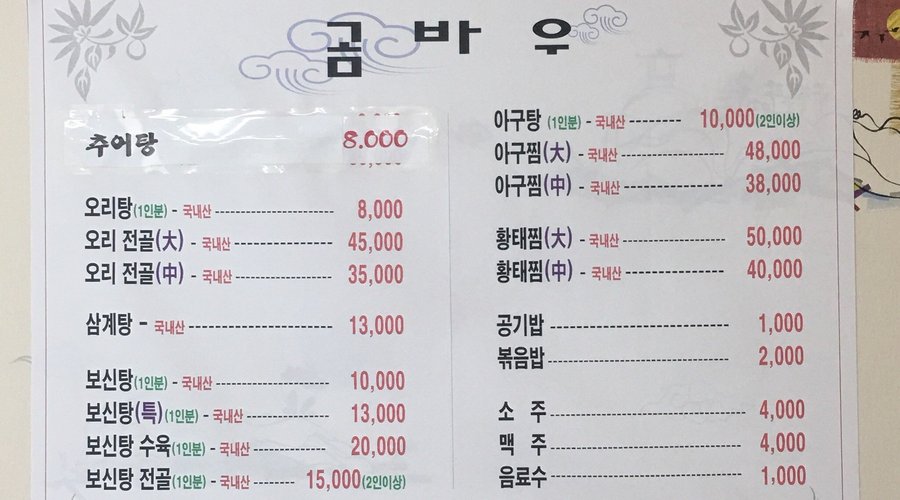 곰바우
추어탕 8.000
오리탕(1인분) - 국내산 8,000
오리 전골(大) - 국내산 45,000
오리 전골(中) - 국내산 35,000
삼계탕 - 국내산 13,000
보신탕(1인분) - 국내산 10,000
보신탕(특)(1인분) - 국내산 13,000
보신탕 수육(1인분) - 국내산 20,000
보신탕 전골(1인분) - 국내산 15,000(2인이상)
아구탕 (1인분) - 국내산 10,000(2인이상)
아구찜(大) - 국내산 48,000
아구찜(中) - 국내산 38,000
황태찜(大) - 국내산 50,000
황태찜(中) - 국내산 40,000
공기밥 1,000
볶음밥 2,000
소 주 4,000
맥 주 4,000
음료수 1,000